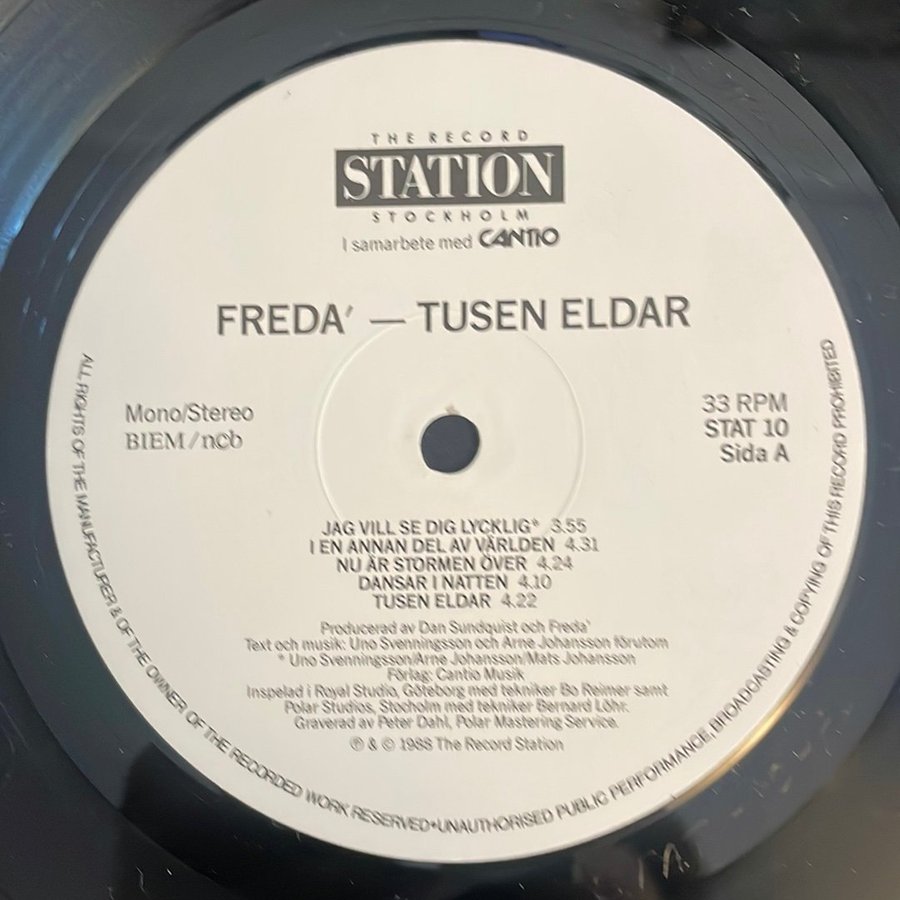 THE RECORD
STATION
STOCKHOLM
I samarbete med CANTIO
FREDA' — TUSEN ELDAR
Mono/Stereo
BIEM/ncb
33 RPM
STAT 10
Sida A
JAG VILL SE DIG LYCKLIG* 3.55
I EN ANNAN DEL AV VÄRLDEN 4.31
NU ÄR STORMEN ÖVER 4.24
DANSAR I NATTEN 4.10
TUSEN ELDAR 4.22
Producerad av Dan Sundquist och Freda'
Text och musik: Uno Svenningsson och Arne Johansson förutom
* Uno Svenningsson/Arne Johansson/Mats Johansson
Förlag: Cantio Musik
Inspelad i Royal Studio, Göteborg med tekniker Bo Reimer samt
Polar Studios, Stocholm med tekniker Bernard Löhr.
Graverad av Peter Dahl, Polar Mastering Service.
℗ & © 1988 The Record Station
ALL RIGHTS OF THE MANUFACTURER & OF THE OWNER OF THE RECORDED WORK RESERVED•UNAUTHORISED PUBLIC PERFORMANCE, BROADCASTING & COPYING OF THIS RECORD PROHIBITED